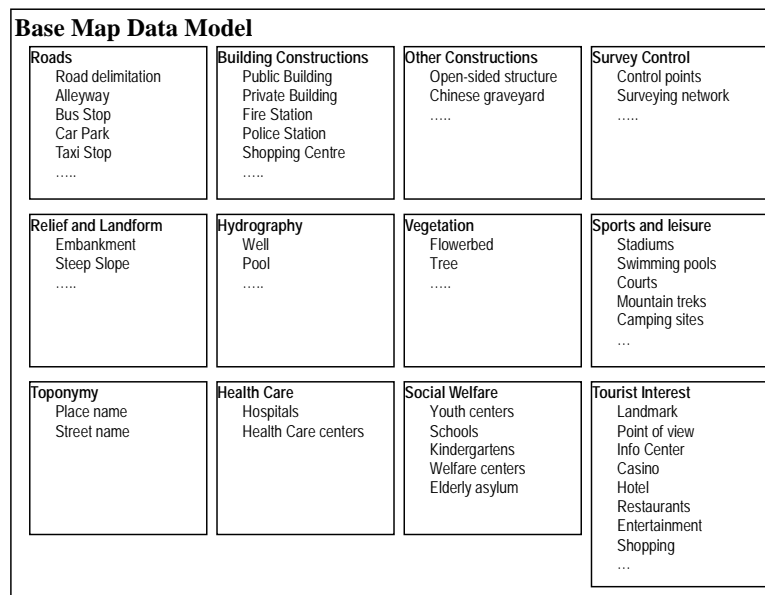 Base Map Data Model
Roads
Road delimitation
Alleyway
Bus Stop
Car Park
Taxi Stop
.....
Building Constructions
Public Building
Private Building
Fire Station
Police Station
Shopping Centre
.....
Other Constructions
Open-sided structure
Chinese graveyard
.....
Survey Control
Control points
Surveying network
.....
Relief and Landform
Embankment
Steep Slope
.....
Hydrography
Well
Pool
.....
Vegetation
Flowerbed
Tree
.....
Sports and leisure
Stadiums
Swimming pools
Courts
Mountain treks
Camping sites
...
Toponymy
Place name
Street name
Health Care
Hospitals
Health Care centers
Social Welfare
Youth centers
Schools
Kindergartens
Welfare centers
Elderly asylum
Tourist Interest
Landmark
Point of view
Info Center
Casino
Hotel
Restaurants
Entertainment
Shopping
...